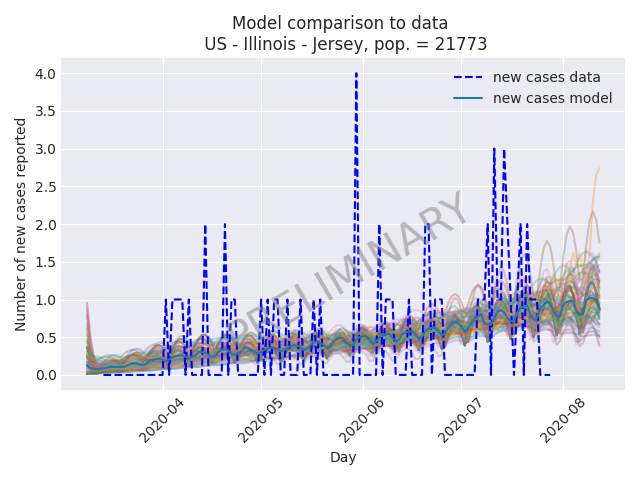 Model comparison to data
US - Illinois - Jersey, pop. = 21773
new cases data
new cases model
Number of new cases reported
4.0
3.5
3.0
2.5
2.0
1.5
1.0
0.5
0.0
PRELIMINARY
2020-04
2020-05
2020-06
2020-07
2020-08
Day